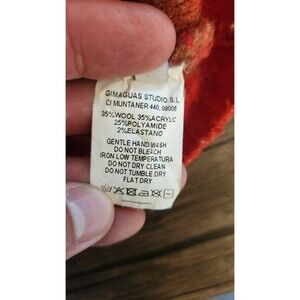 GIMAGUAS STUDIO S.L
C/ MUNTANER 440, 08006
35%WOOL 35%ACRYLIC
25%POLYAMIDE
2%ELASTANO
GENTLE HAND WASH
DO NOT BLEACH
IRON LOW TEMPERATURA
DO NOT DRY CLEAN
DO NOT TUMBLE DRY
FLAT DRY